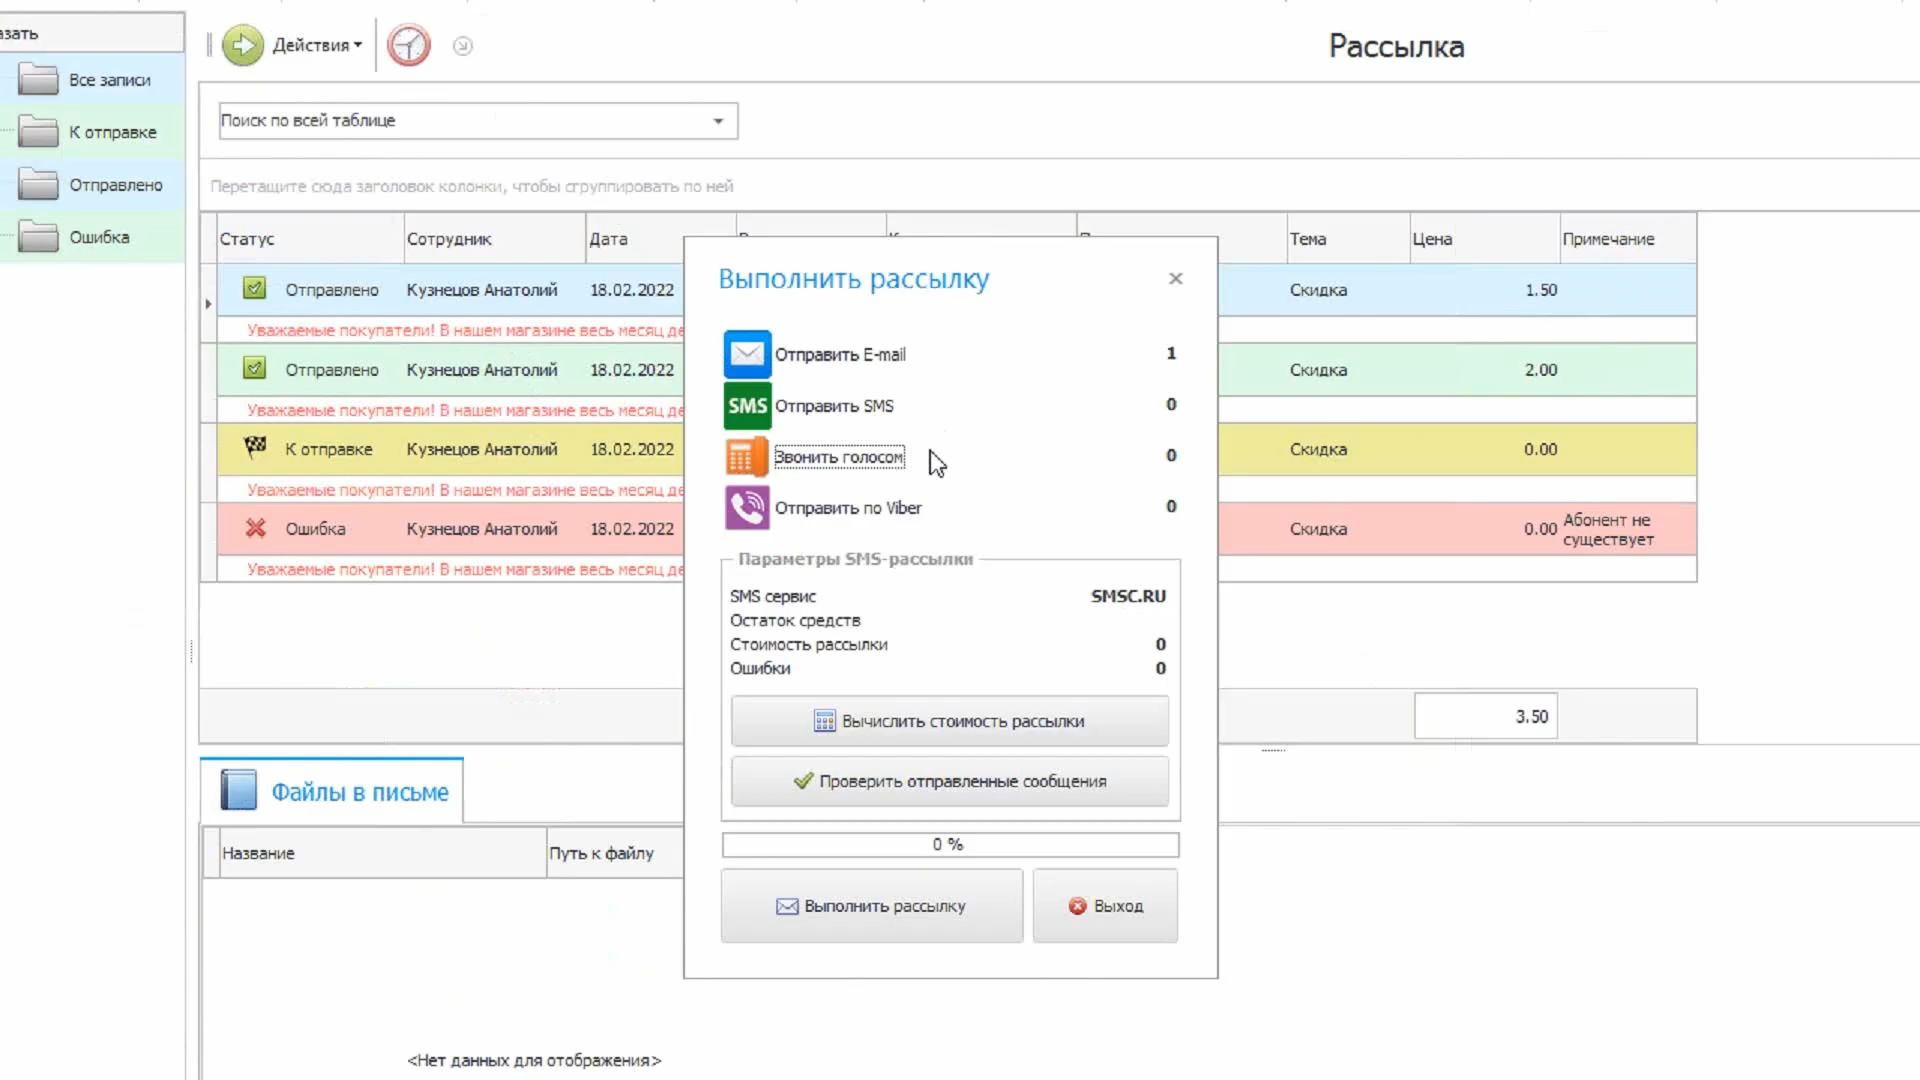 азать
Все записи
К отправке
Отправлено
Ошибка
Действия
Рассылка
Поиск по всей таблице
Перетащите сюда заголовок колонки, чтобы сгруппировать по ней
Статус Сотрудник Дата Тема Цена Примечание
Отправлено Кузнецов Анатолий 18.02.2022 Скидка 1.50
Уважаемые покупатели! В нашем магазине весь месяц де
Отправлено Кузнецов Анатолий 18.02.2022 Скидка 2.00
Уважаемые покупатели! В нашем магазине весь месяц де
К отправке Кузнецов Анатолий 18.02.2022 Скидка 0.00
Уважаемые покупатели! В нашем магазине весь месяц де
Ошибка Кузнецов Анатолий 18.02.2022 Скидка 0.00 Абонент не существует
Уважаемые покупатели! В нашем магазине весь месяц де
3.50
Выполнить рассылку
Отправить E-mail 1
SMS Отправить SMS 0
Звонить голосом 0
Отправить по Viber 0
Параметры SMS-рассылки
SMS сервис SMSC.RU
Остаток средств
Стоимость рассылки 0
Ошибки 0
Вычислить стоимость рассылки
Проверить отправленные сообщения
0 %
Выполнить рассылку Выход
Файлы в письме
Название Путь к файлу
<Нет данных для отображения>